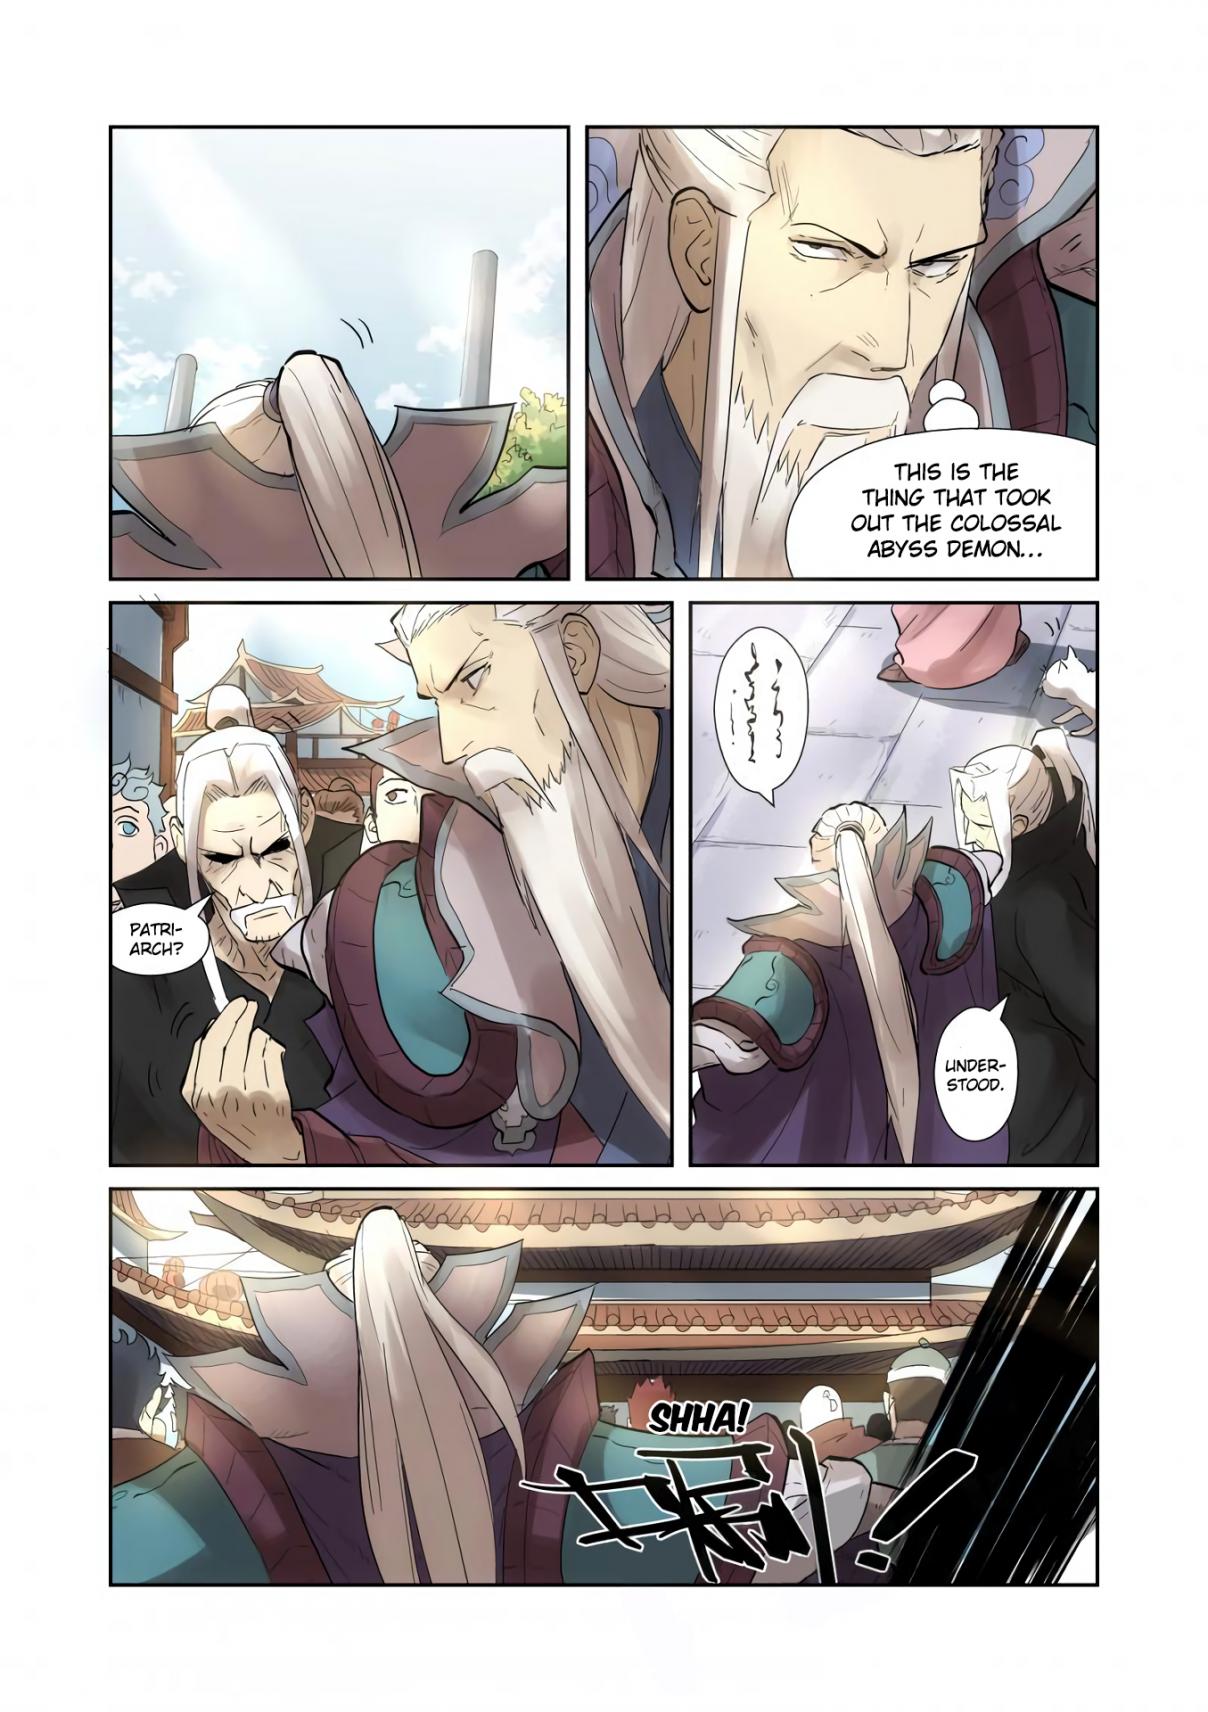 THIS IS THE
THING THAT TOOK
OUT THE COLOSSAL
ABYSS DEMON...
PATRI-
ARCH?
UNDER-
STOOD.
SHHA!